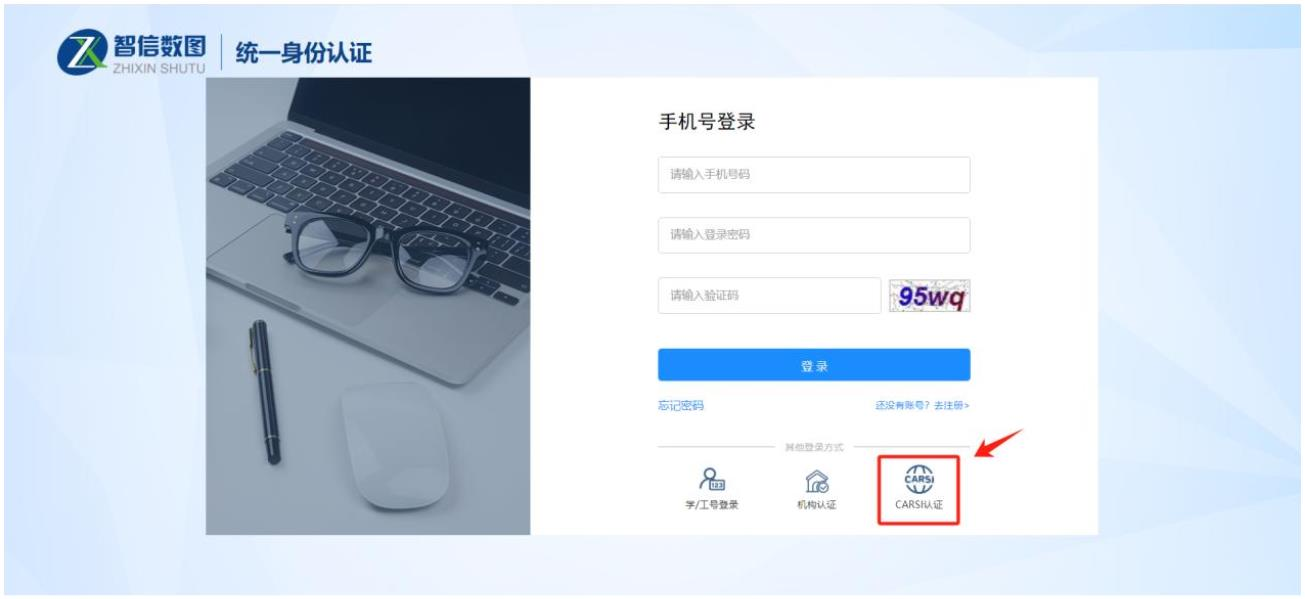 智信数图
ZHIXIN SHUTU
统一身份认证
手机号登录
请输入手机号码
请输入登录密码
请输入验证码
95wq
登录
忘记密码
还没有账号？去注册>
其他登录方式
123
学/工号登录
机构认证
CARSI
CARSI认证